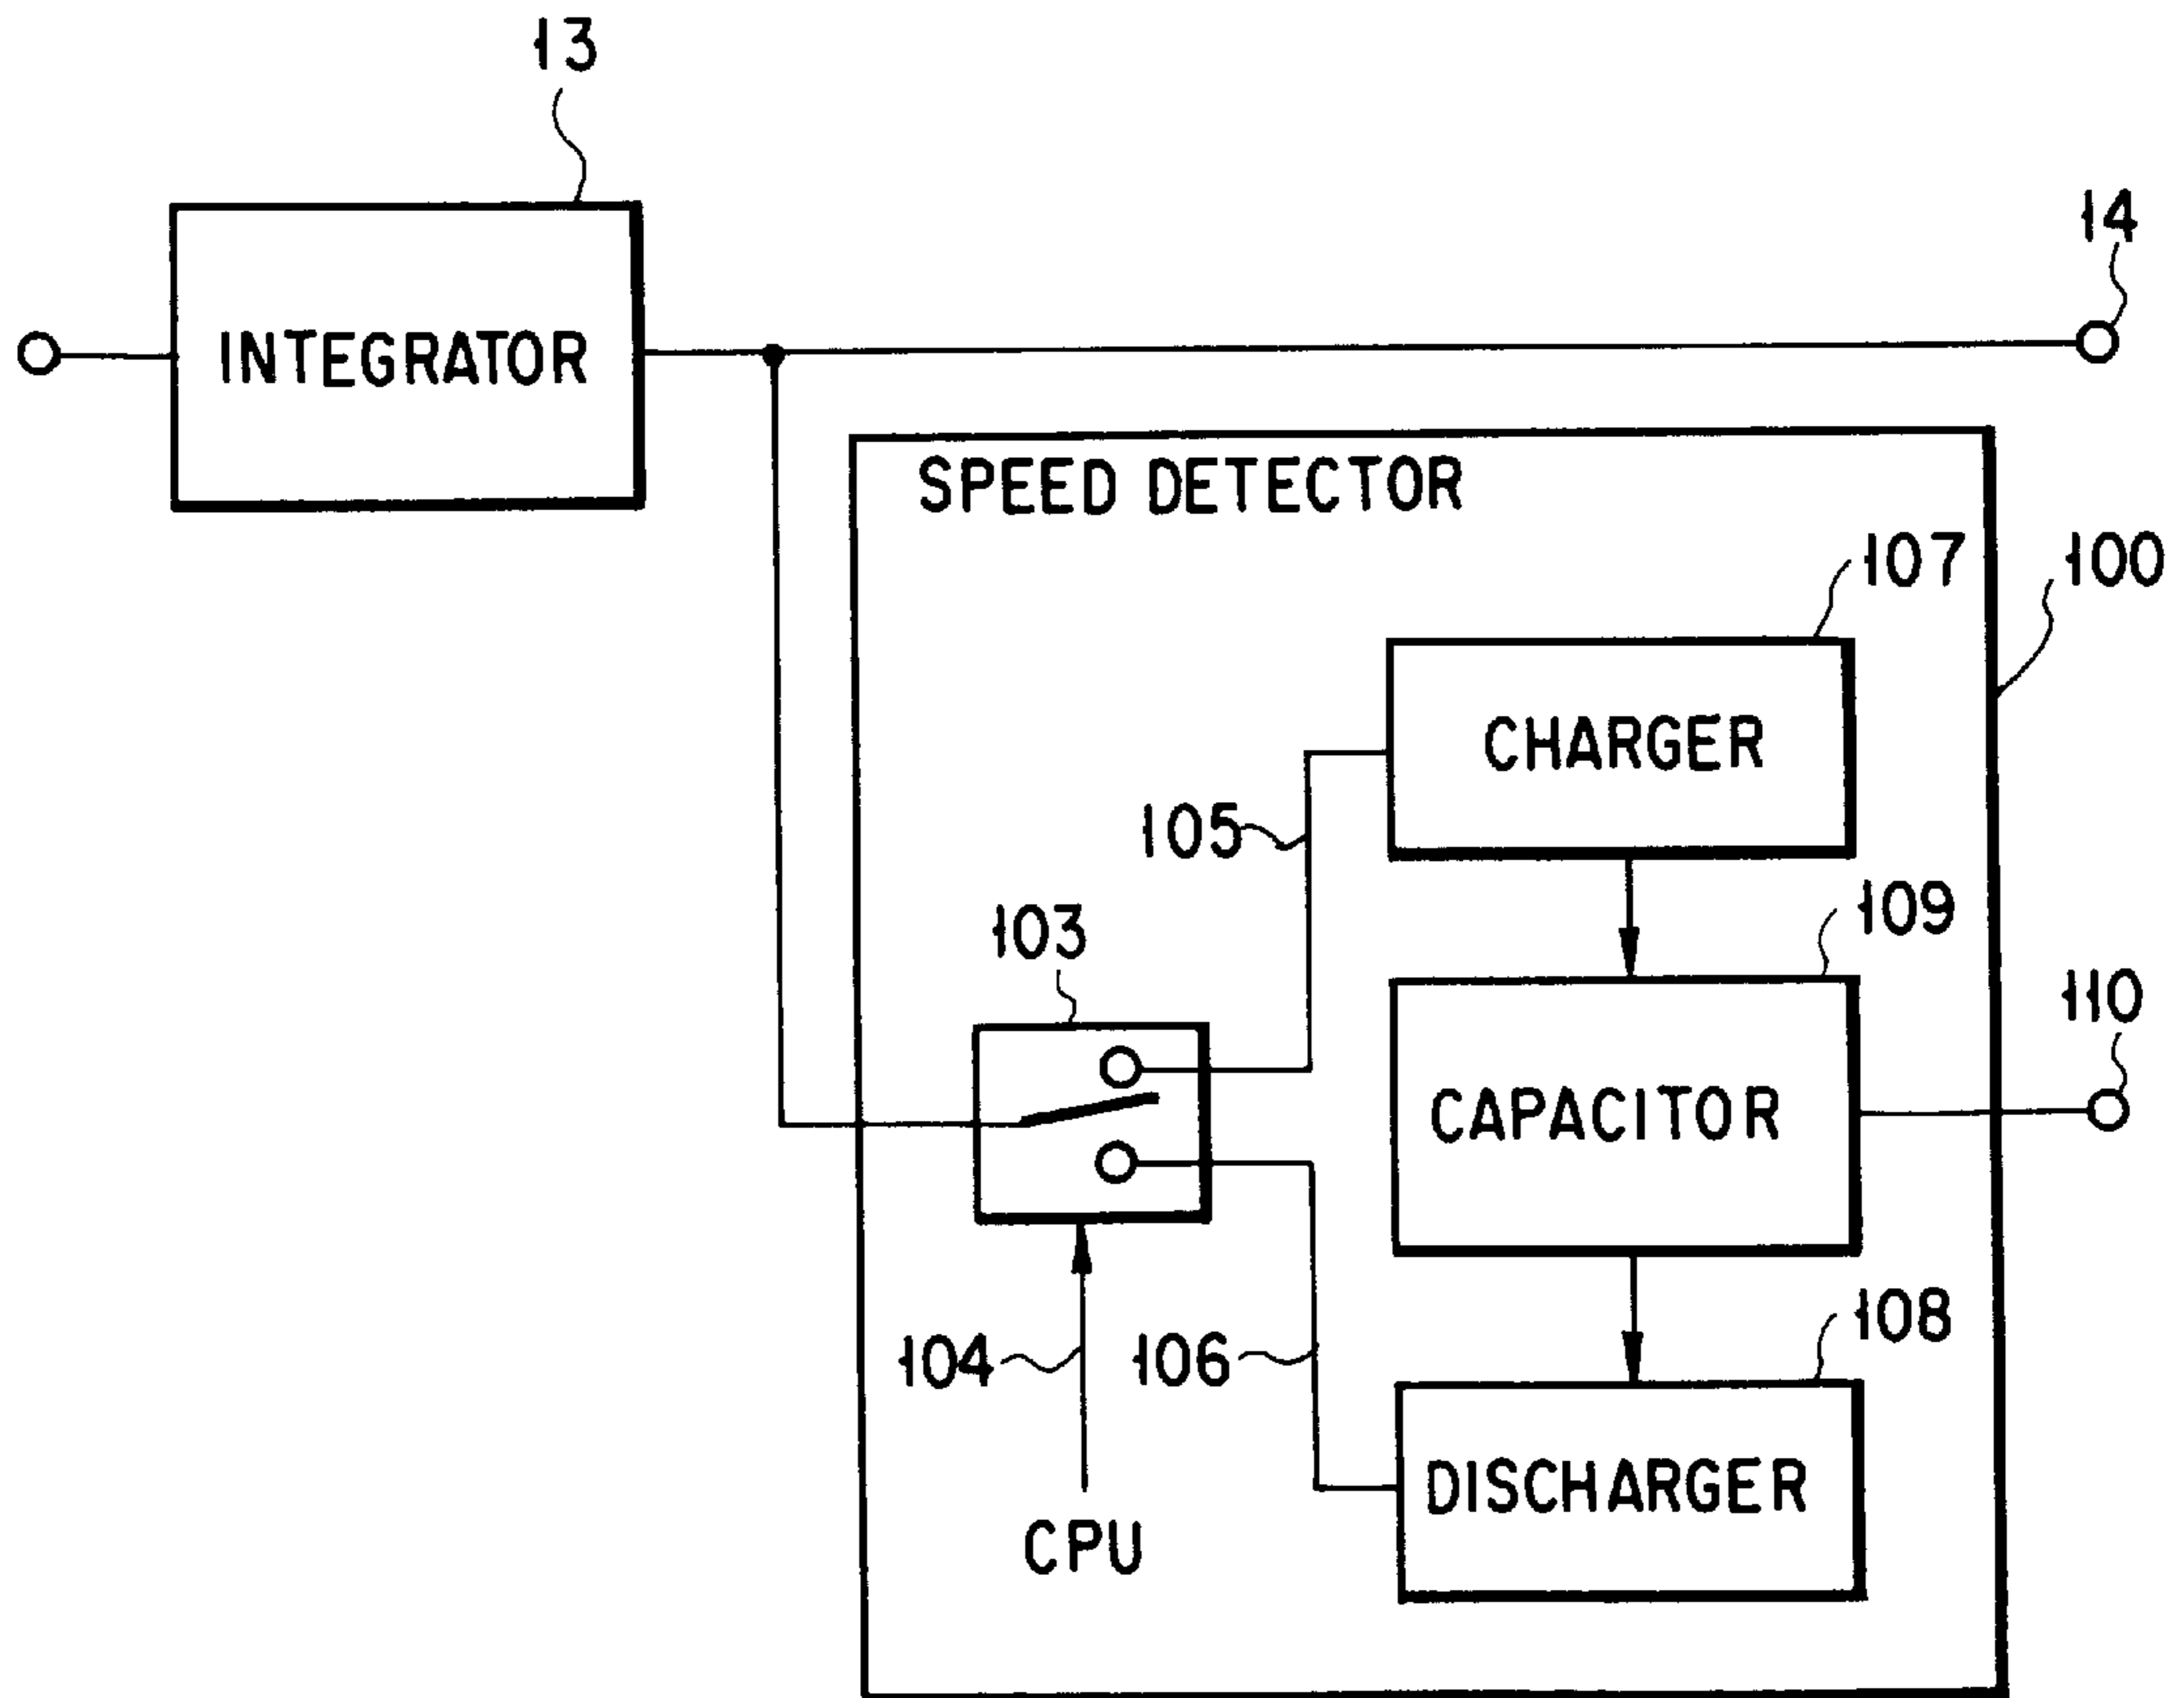 13
14
INTEGRATOR
SPEED DETECTOR
107
100
CHARGER
105
109
103
110
CAPACITOR
108
104
106
DISCHARGER
CPU